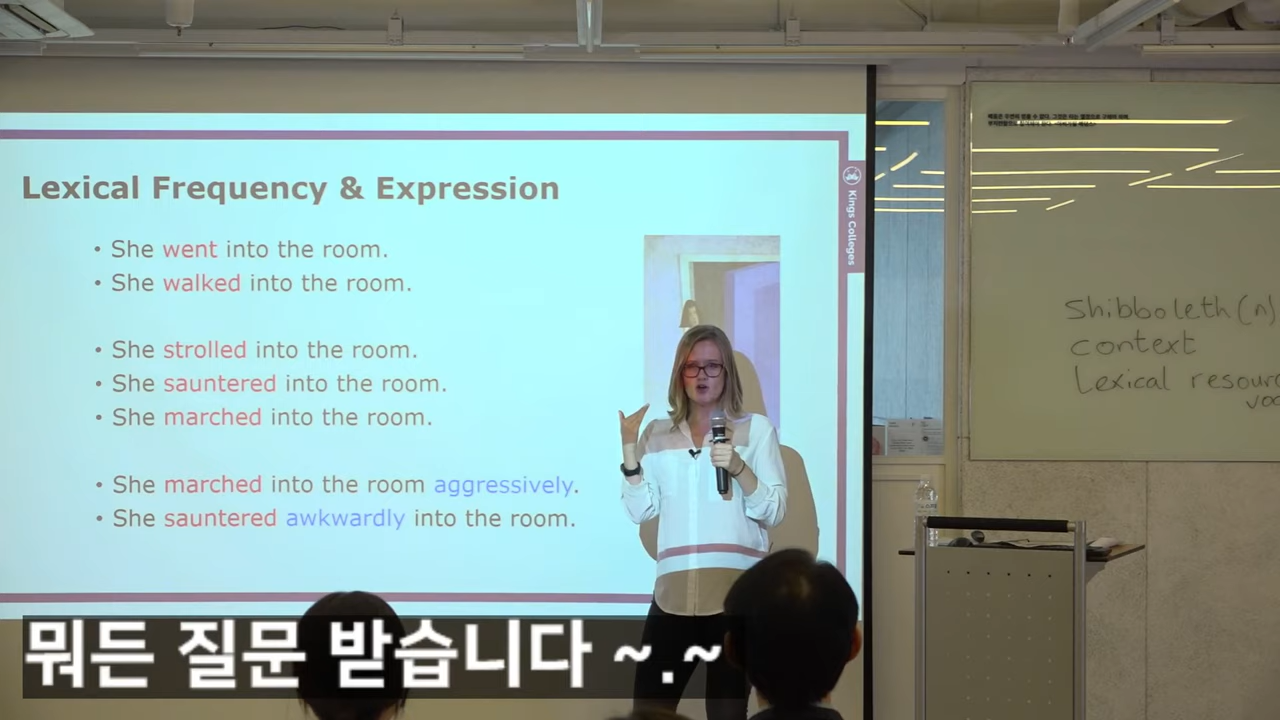 Lexical Frequency & Expression
• She went into the room.
• She walked into the room.
• She strolled into the room.
• She sauntered into the room.
• She marched into the room.
• She marched into the room aggressively.
• She sauntered awkwardly into the room.
Kings Colleges
Shibboleth (n)
context
Lexical resour
voc
뭐든 질문 받습니다 ~.~